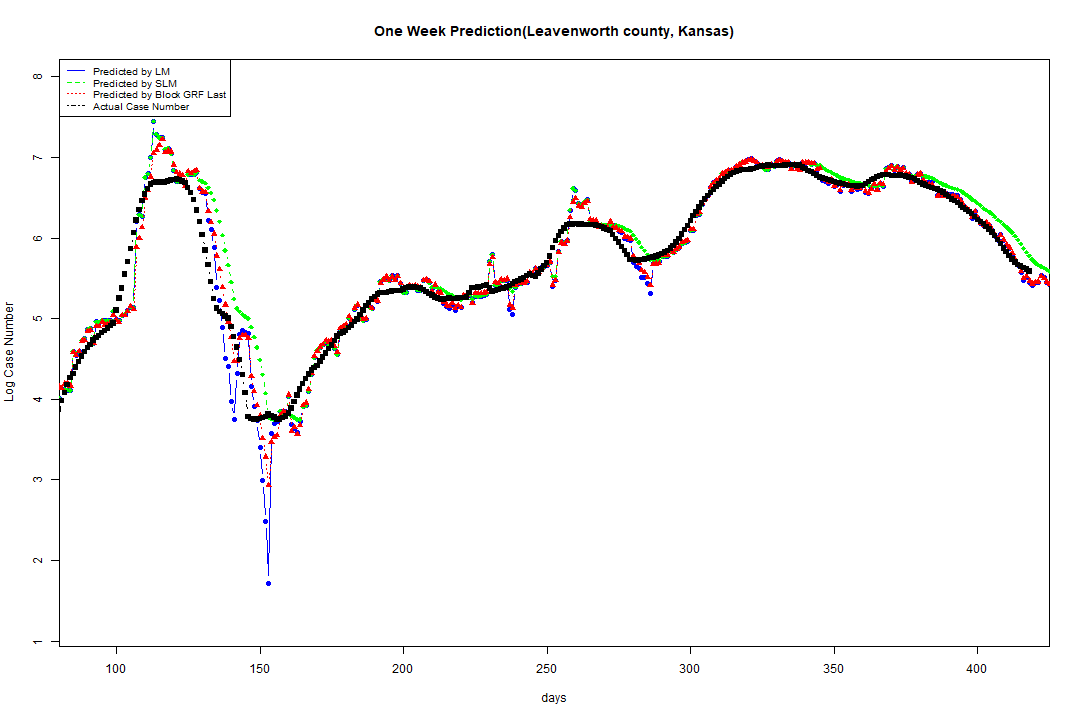 One Week Prediction(Leavenworth county, Kansas)
Predicted by LM
Predicted by SLM
Predicted by Block GRF Last
Actual Case Number
8
7
6
5
4
3
2
1
Log Case Number
100 150 200 250 300 350 400
days